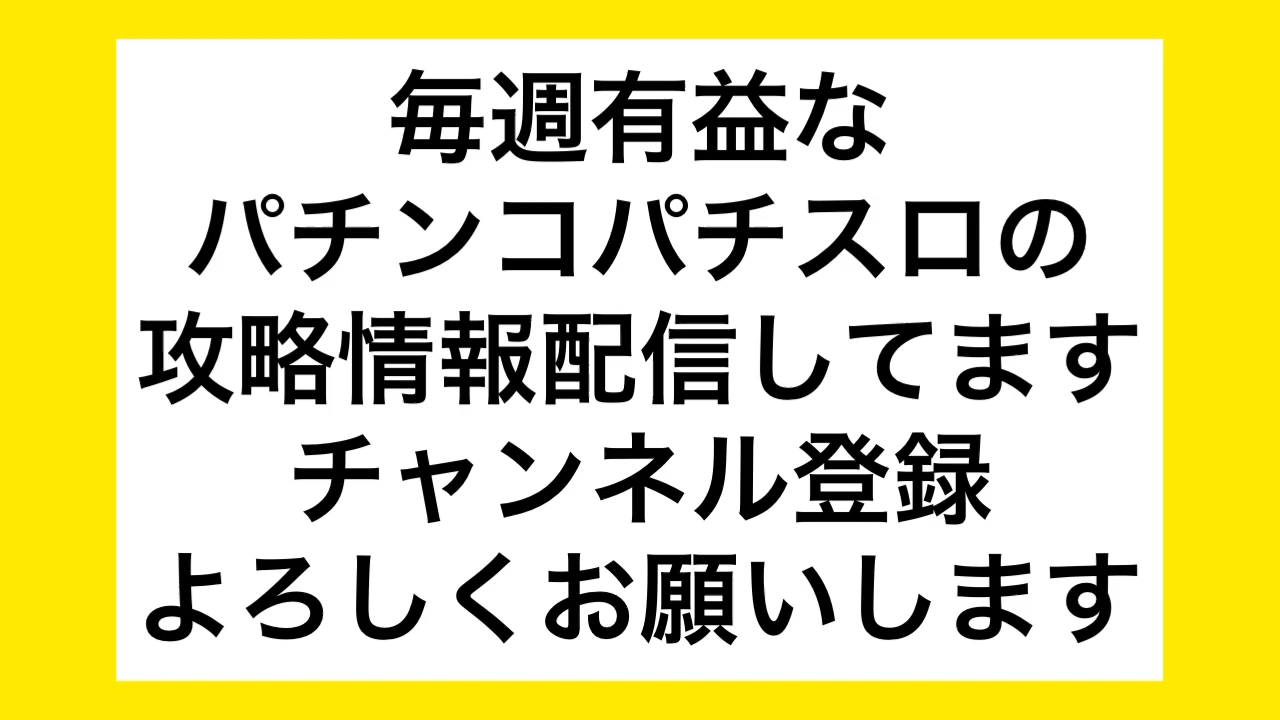 毎週有益な
パチンコパチスロの
攻略情報配信してます
チャンネル登録
よろしくお願いします